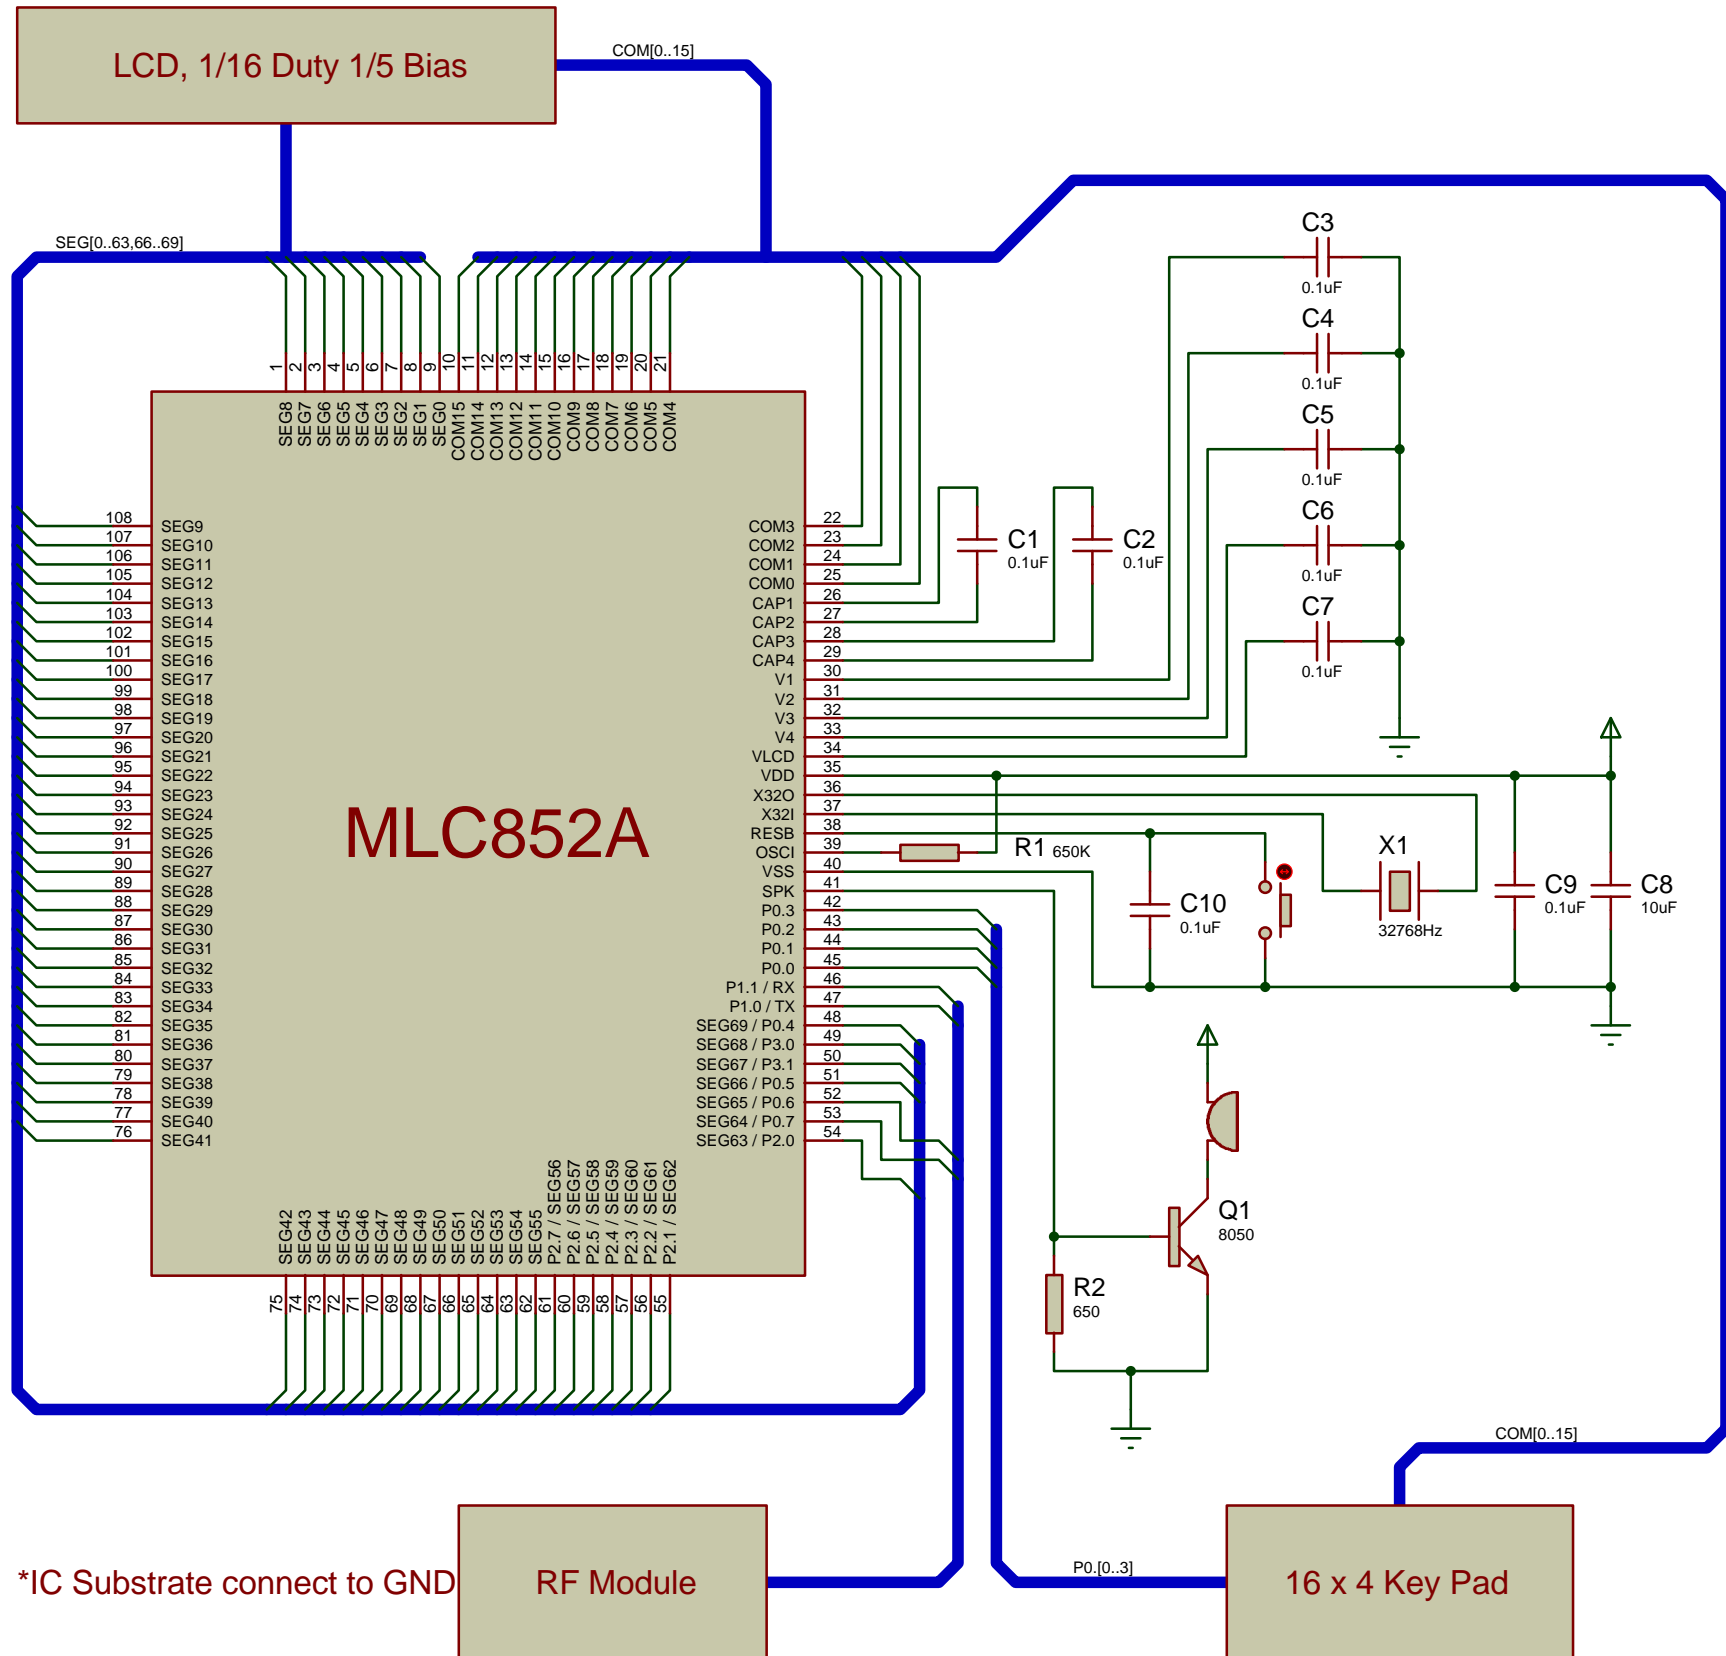 LCD, 1/16 Duty 1/5 Bias
COM[0..15]
SEG[0..63,66..69]
1 2 3 4 5 6 7 8 9 10 11 12 13 14 15 16 17 18 19 20 21
SEG8 SEG7 SEG6 SEG5 SEG4 SEG3 SEG2 SEG1 SEG0 COM15 COM14 COM13 COM12 COM11 COM10 COM9 COM8 COM7 COM6 COM5 COM4
108 SEG9
107 SEG10
106 SEG11
105 SEG12
104 SEG13
103 SEG14
102 SEG15
101 SEG16
100 SEG17
99 SEG18
98 SEG19
97 SEG20
96 SEG21
95 SEG22
94 SEG23
93 SEG24
92 SEG25
91 SEG26
90 SEG27
89 SEG28
88 SEG29
87 SEG30
86 SEG31
85 SEG32
84 SEG33
83 SEG34
82 SEG35
81 SEG36
80 SEG37
79 SEG38
78 SEG39
77 SEG40
76 SEG41
MLC852A
COM3 22
COM2 23
COM1 24
COM0 25
CAP1 26
CAP2 27
CAP3 28
CAP4 29
V1 30
V2 31
V3 32
V4 33
VLCD 34
VDD 35
X32O 36
X32I 37
RESB 38
OSCI 39
VSS 40
SPK 41
P0.3 42
P0.2 43
P0.1 44
P0.0 45
P1.1 / RX 46
P1.0 / TX 47
SEG69 / P0.4 48
SEG68 / P3.0 49
SEG67 / P3.1 50
SEG66 / P0.5 51
SEG65 / P0.6 52
SEG64 / P0.7 53
SEG63 / P2.0 54
SEG42 SEG43 SEG44 SEG45 SEG46 SEG47 SEG48 SEG49 SEG50 SEG51 SEG52 SEG53 SEG54 SEG55 P2.7 / SEG56 P2.6 / SEG57 P2.5 / SEG58 P2.4 / SEG59 P2.3 / SEG60 P2.2 / SEG61 P2.1 / SEG62
75 74 73 72 71 70 69 68 67 66 65 64 63 62 61 60 59 58 57 56 55
C3
0.1uF
C4
0.1uF
C5
0.1uF
C6
0.1uF
C7
0.1uF
C1
0.1uF
C2
0.1uF
R1 650K
C10
0.1uF
X1
32768Hz
C9
0.1uF
C8
10uF
Q1
8050
R2
650
COM[0..15]
P0.[0..3]
*IC Substrate connect to GND
RF Module
16 x 4 Key Pad